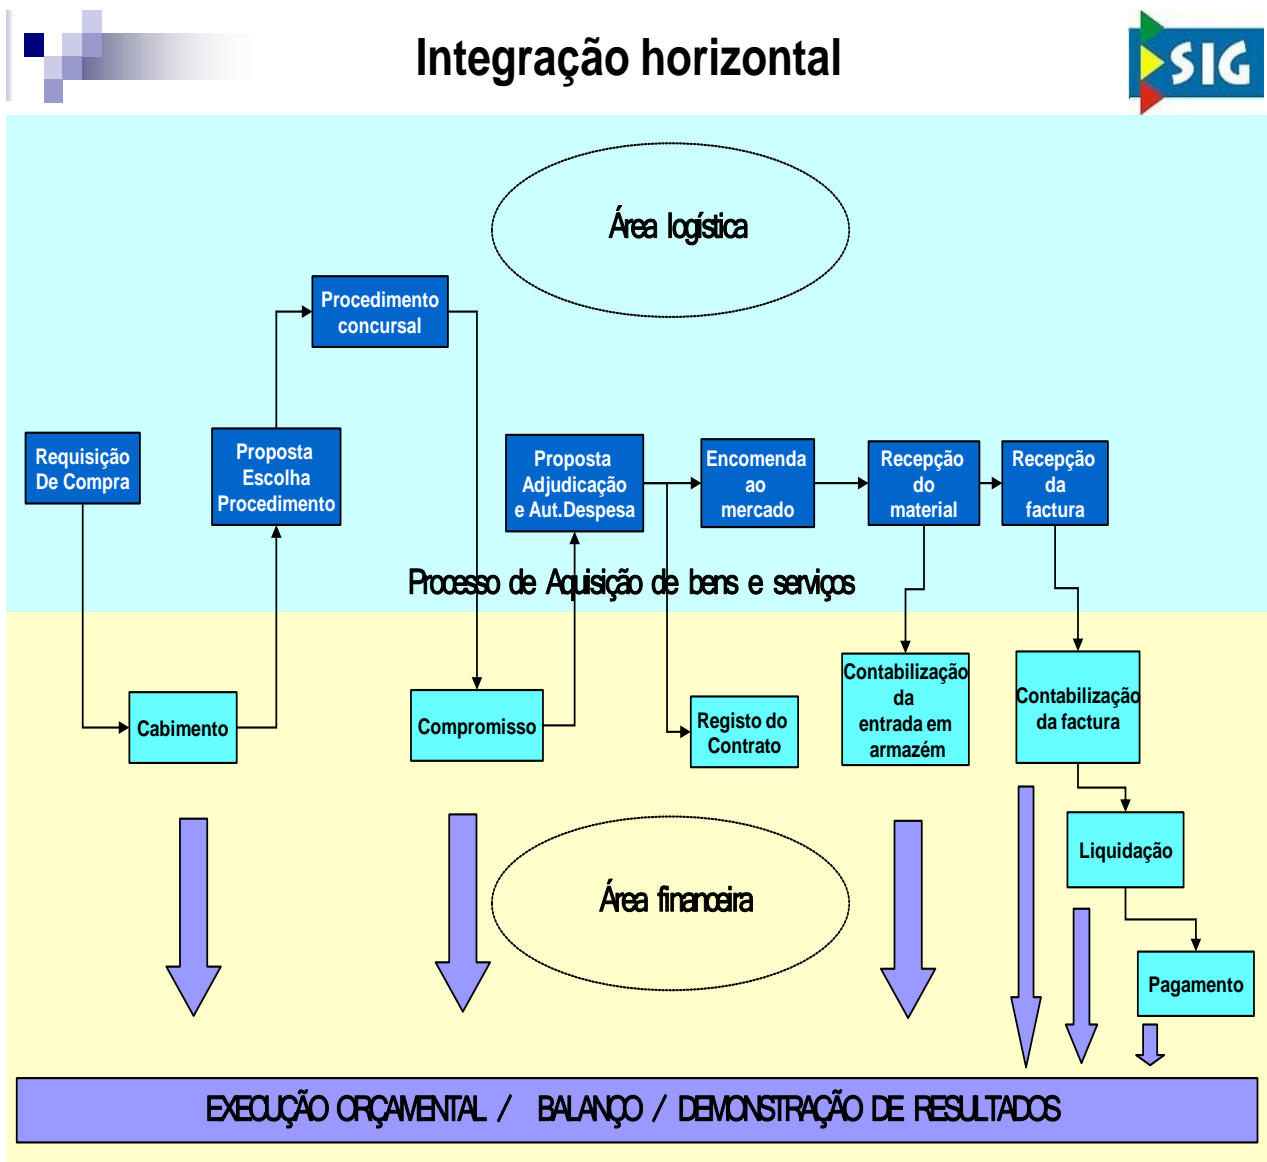 Integração horizontal
SIG
Área logística
Procedimento
concursal
Requisição
De Compra
Proposta
Escolha
Procedimento
Proposta
Adjudicação
e Aut.Despesa
Encomenda
ao
mercado
Recepção
do
material
Recepção
da
factura
Processo de Aquisição de bens e serviços
Cabimento
Compromisso
Registo do
Contrato
Contabilização
da
entrada em
armazém
Contabilização
da factura
Liquidação
Área financeira
Pagamento
EXECUÇÃO ORÇAMENTAL / BALANÇO / DEMONSTRAÇÃO DE RESULTADOS